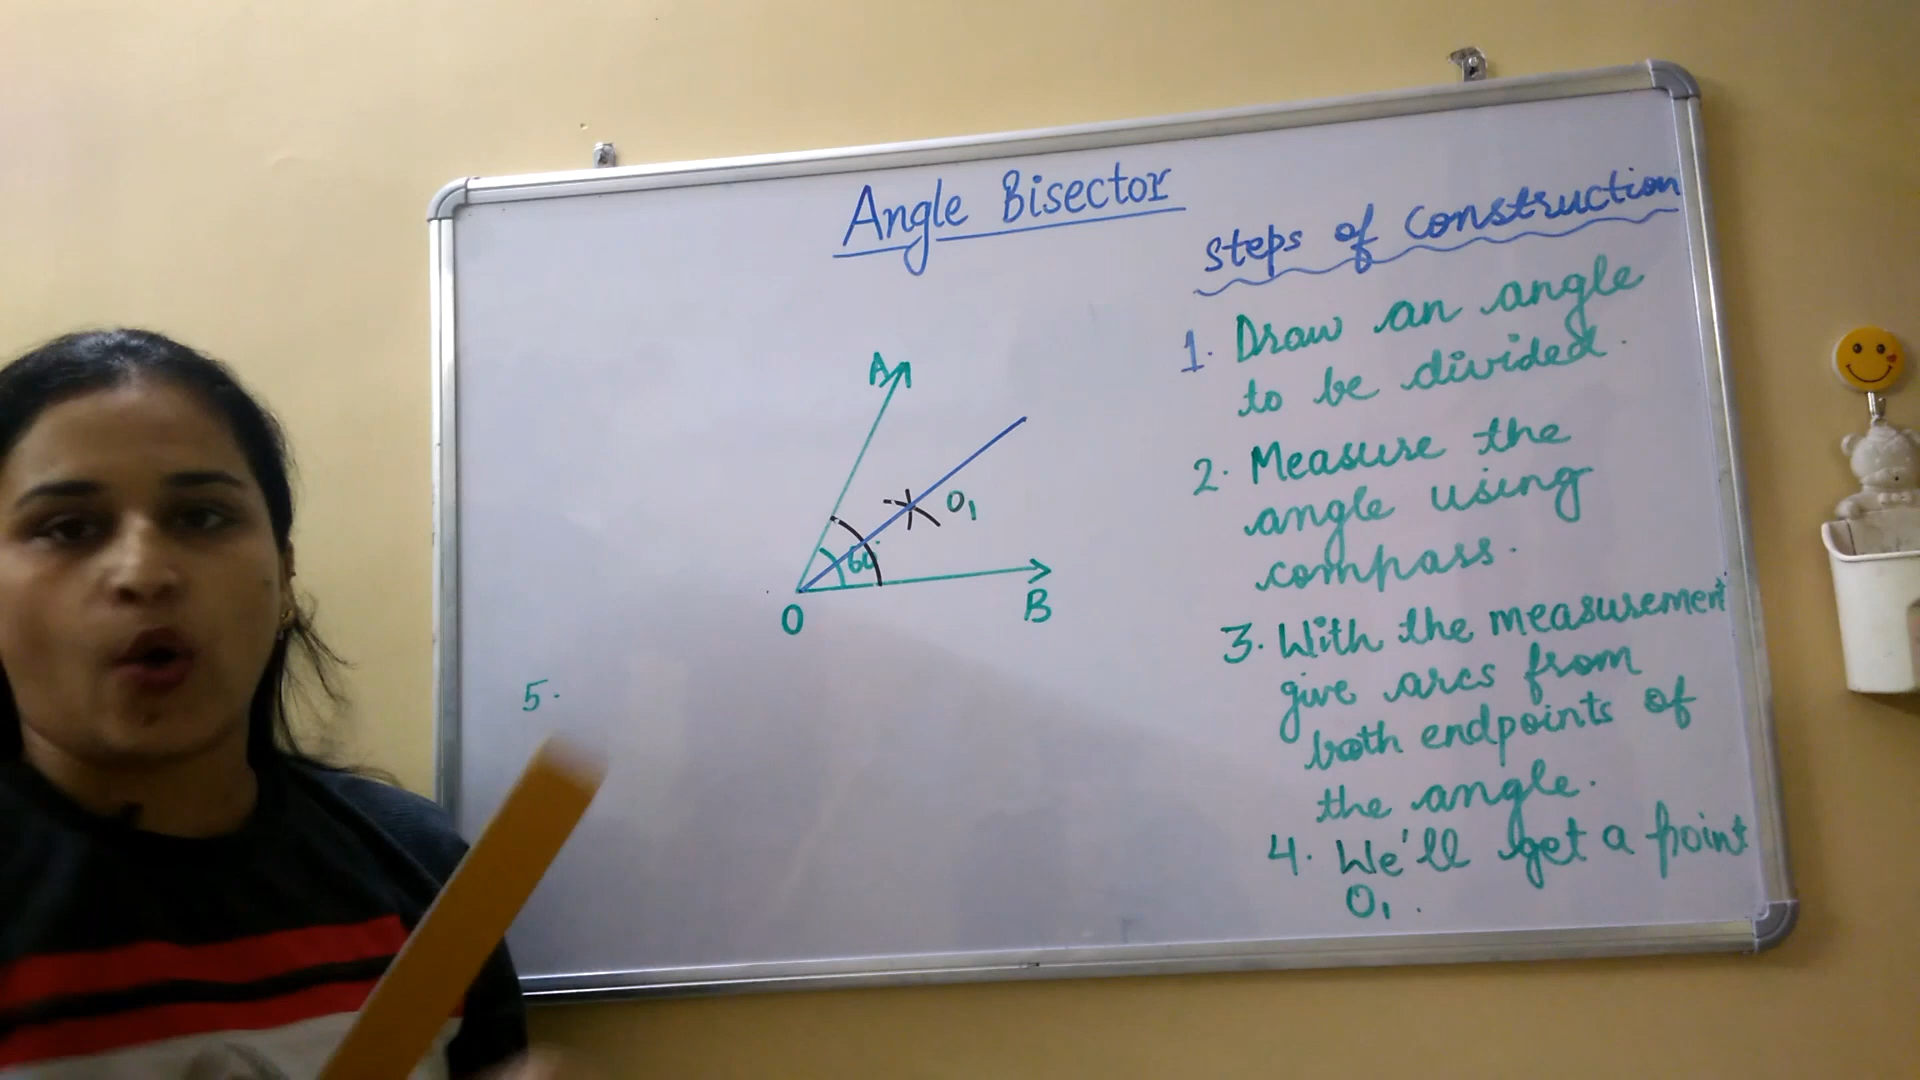 Angle Bisector
Steps of Construction
1. Draw an angle
to be divided.
2. Measure the
angle using
compass.
3. With the measurement
give arcs from
both endpoints of
the angle.
4. We'll get a point
O₁.
A
O₁
60°
O
B
5.